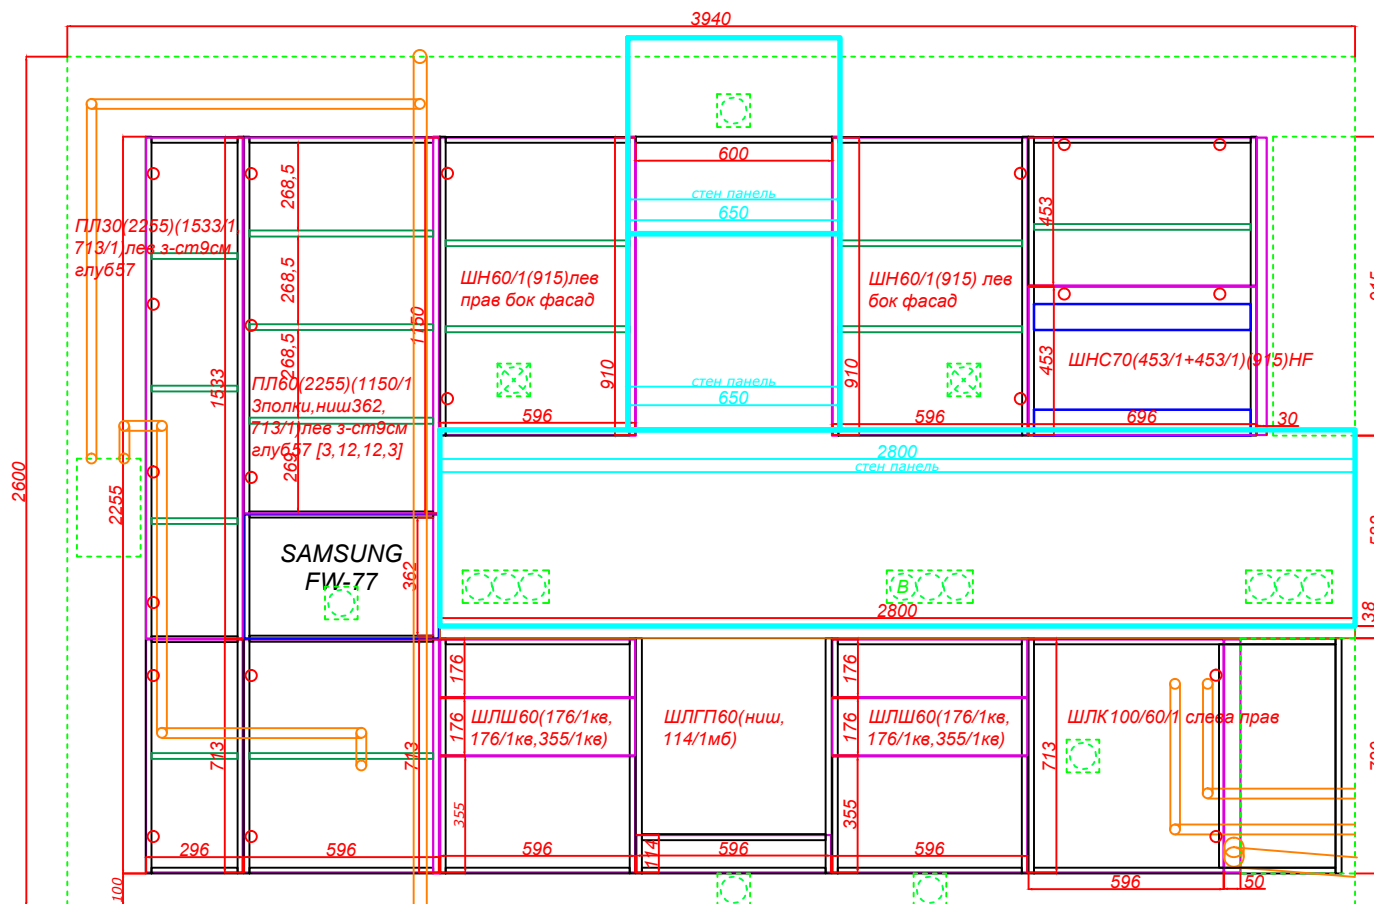 3940
600
стен панель
650
268,5
453
915
ПЛ30(2255)(1533/1,
713/1)лев з-ст9см
глуб57
ШН60/1(915)лев
прав бок фасад
ШН60/1(915) лев
бок фасад
268,5
1150
268,5
1533
910
910
453
ШНС70(453/1+453/1)(915)HF
ПЛ60(2255)(1150/1
3полки,ниш362,
713/1)лев з-ст9см
глуб57 [3,12,12,3]
269
стен панель
650
596
596
696
30
2800
стен панель
2600
2255
SAMSUNG
FW-77
362
B
2800
38
176
176
ШЛШ60(176/1кв,
176/1кв,355/1кв)
ШЛГП60(ниш,
114/1мб)
176
176
ШЛШ60(176/1кв,
176/1кв,355/1кв)
ШЛК100/60/1 слева прав
713
713
713
355
355
114
296
596
596
596
596
596
50
100